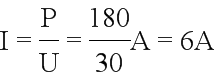 I = P/U = 180/30 A = 6A